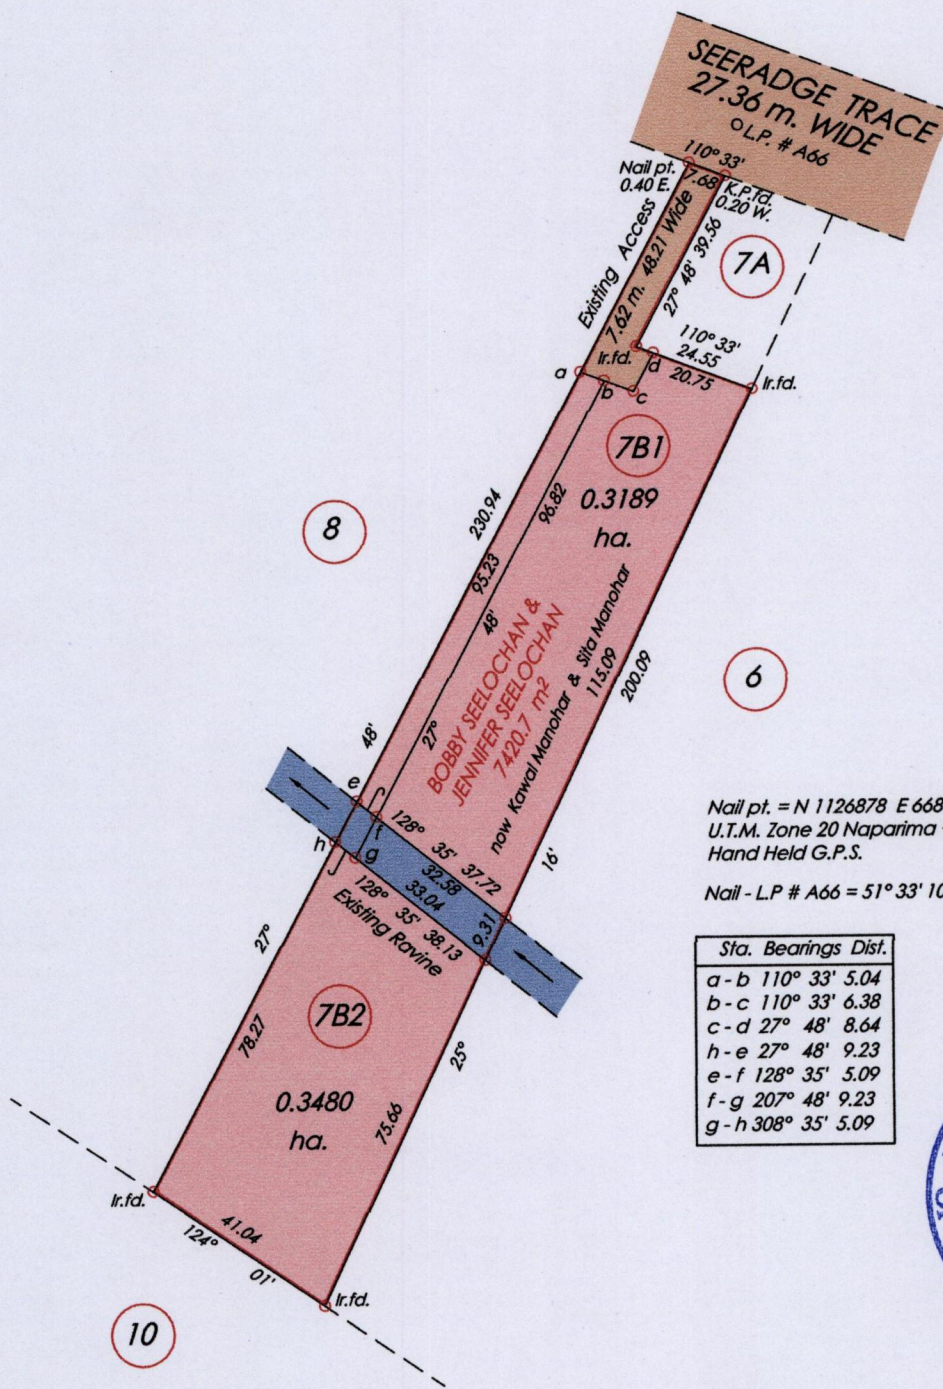 SEERADGE TRACE
27.36 m. WIDE
L.P. # A66
110° 33'
7.68
Nail pt.
0.40 E.
K.P.fd.
0.20 W.
Existing Access
7.62 m. 48.21 Wide
27° 48' 39.56
7A
110° 33'
24.55
20.75
Ir.fd.
Ir.fd.
a
b
c
d
7B1
0.3189
ha.
8
230.94
95.23
96.82
48'
48'
27°
BOBBY SEELOCHAN &
JENNIFER SEELOCHAN
7420.7 m²
now Kawal Manohar & Sita Manohar
115.09
200.09
6
16'
e
f
g
h
128° 35' 37.72
32.58
33.04
128° 35' 38.13
Existing Ravine
9.31
Nail pt. = N 1126878 E 668
U.T.M. Zone 20 Naparima
Hand Held G.P.S.
Nail - L.P # A66 = 51° 33' 10
Sta. Bearings Dist.
a - b 110° 33' 5.04
b - c 110° 33' 6.38
c - d 27° 48' 8.64
h - e 27° 48' 9.23
e - f 128° 35' 5.09
f - g 207° 48' 9.23
g - h 308° 35' 5.09
27°
7B2
78.27
25°
0.3480
ha.
75.66
Ir.fd.
41.04
124° 01'
Ir.fd.
10